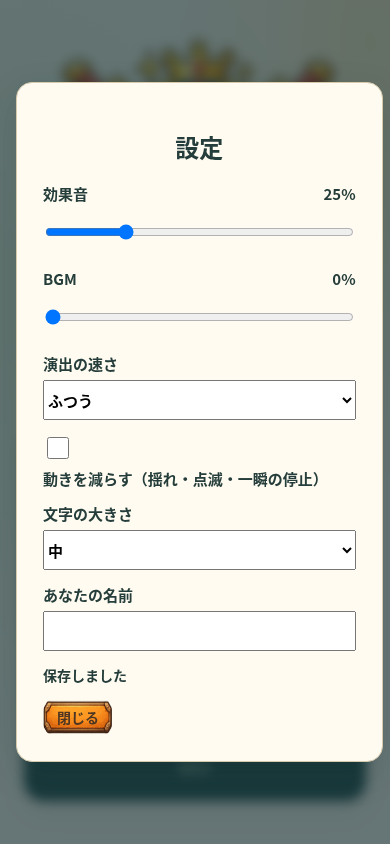 設定
効果音 25%
BGM 0%
演出の速さ
ふつう
動きを減らす（揺れ・点滅・一瞬の停止）
文字の大きさ
中
あなたの名前
保存しました
閉じる